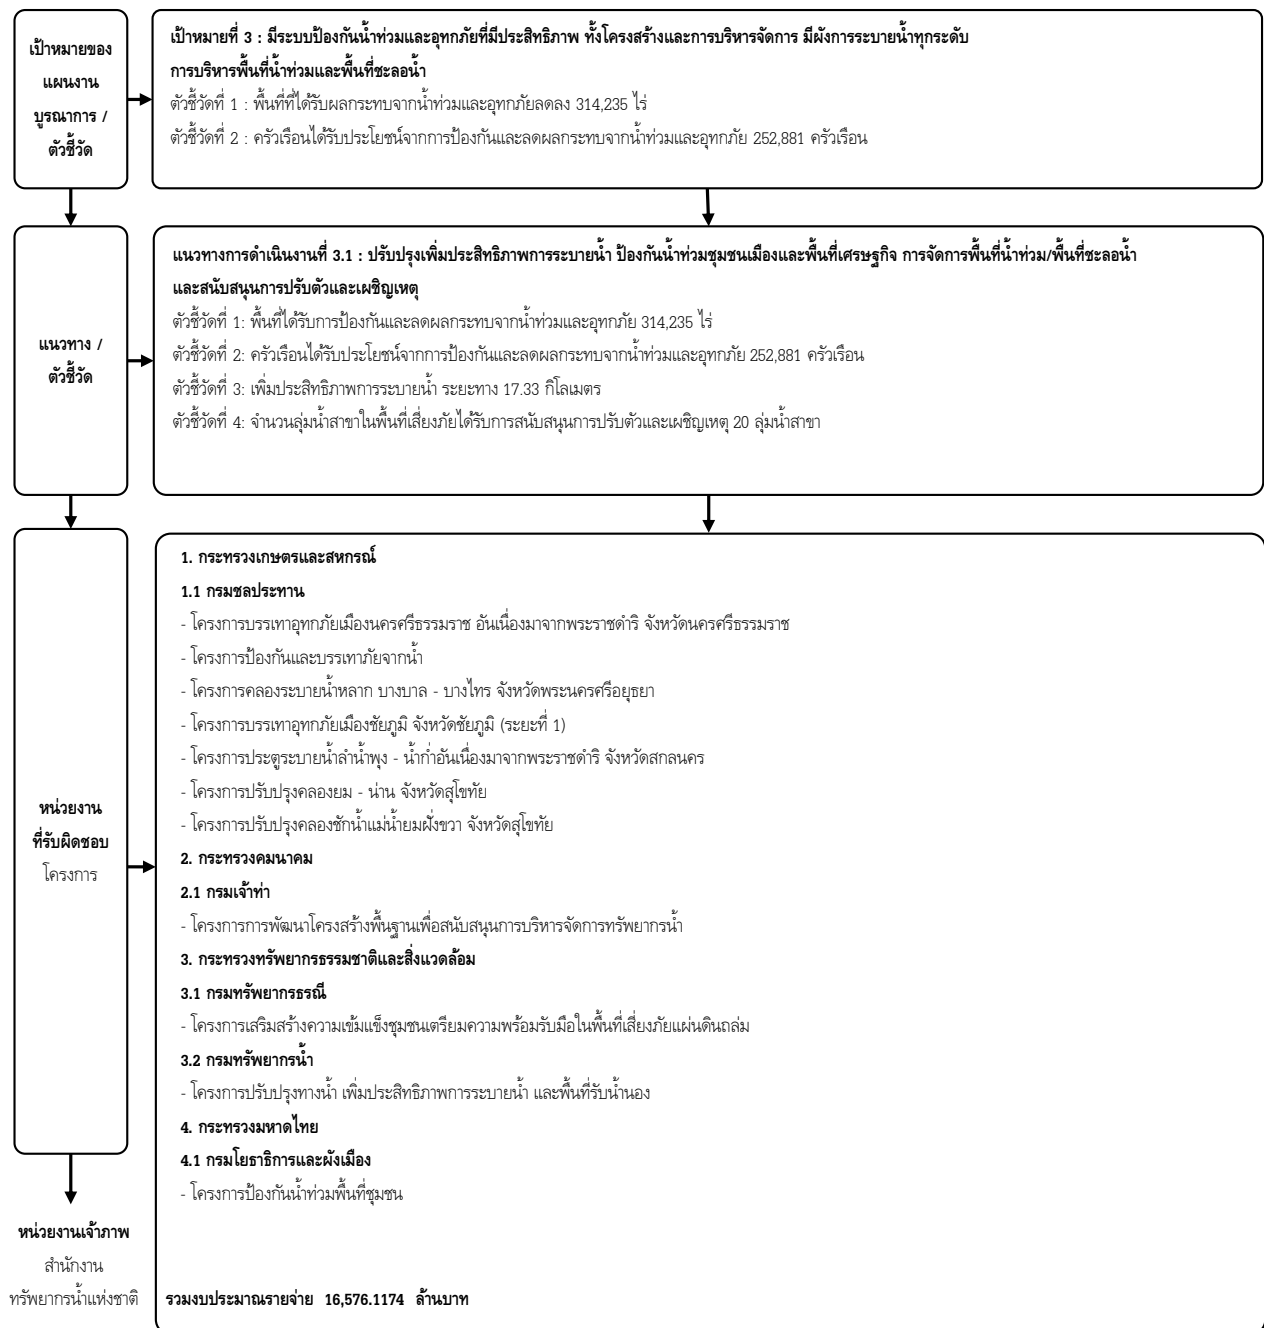 เป้าหมายของ
แผนงาน
บูรณาการ /
ตัวชี้วัด
เป้าหมายที่ 3 : มีระบบป้องกันน้ำท่วมและอุทกภัยที่มีประสิทธิภาพ ทั้งโครงสร้างและการบริหารจัดการ มีผังการระบายน้ำทุกระดับ
การบริหารพื้นที่น้ำท่วมและพื้นที่ชะลอน้ำ
ตัวชี้วัดที่ 1 : พื้นที่ที่ได้รับผลกระทบจากน้ำท่วมและอุทกภัยลดลง 314,235 ไร่
ตัวชี้วัดที่ 2 : ครัวเรือนได้รับประโยชน์จากการป้องกันและลดผลกระทบจากน้ำท่วมและอุทกภัย 252,881 ครัวเรือน
แนวทาง /
ตัวชี้วัด
แนวทางการดำเนินงานที่ 3.1 : ปรับปรุงเพิ่มประสิทธิภาพการระบายน้ำ ป้องกันน้ำท่วมชุมชนเมืองและพื้นที่เศรษฐกิจ การจัดการพื้นที่น้ำท่วม/พื้นที่ชะลอน้ำ
และสนับสนุนการปรับตัวและเผชิญเหตุ
ตัวชี้วัดที่ 1: พื้นที่ได้รับการป้องกันและลดผลกระทบจากน้ำท่วมและอุทกภัย 314,235 ไร่
ตัวชี้วัดที่ 2: ครัวเรือนได้รับประโยชน์จากการป้องกันและลดผลกระทบจากน้ำท่วมและอุทกภัย 252,881 ครัวเรือน
ตัวชี้วัดที่ 3: เพิ่มประสิทธิภาพการระบายน้ำ ระยะทาง 17.33 กิโลเมตร
ตัวชี้วัดที่ 4: จำนวนลุ่มน้ำสาขาในพื้นที่เสี่ยงภัยได้รับการสนับสนุนการปรับตัวและเผชิญเหตุ 20 ลุ่มน้ำสาขา
หน่วยงาน
ที่รับผิดชอบ
โครงการ
1. กระทรวงเกษตรและสหกรณ์
1.1 กรมชลประทาน
- โครงการบรรเทาอุทกภัยเมืองนครศรีธรรมราช อันเนื่องมาจากพระราชดำริ จังหวัดนครศรีธรรมราช
- โครงการป้องกันและบรรเทาภัยจากน้ำ
- โครงการคลองระบายน้ำหลาก บางบาล - บางไทร จังหวัดพระนครศรีอยุธยา
- โครงการบรรเทาอุทกภัยเมืองชัยภูมิ จังหวัดชัยภูมิ (ระยะที่ 1)
- โครงการประตูระบายน้ำลำน้ำพุง - น้ำก่ำอันเนื่องมาจากพระราชดำริ จังหวัดสกลนคร
- โครงการปรับปรุงคลองยม - น่าน จังหวัดสุโขทัย
- โครงการปรับปรุงคลองชักน้ำแม่น้ำยมฝั่งขวา จังหวัดสุโขทัย
2. กระทรวงคมนาคม
2.1 กรมเจ้าท่า
- โครงการการพัฒนาโครงสร้างพื้นฐานเพื่อสนับสนุนการบริหารจัดการทรัพยากรน้ำ
3. กระทรวงทรัพยากรธรรมชาติและสิ่งแวดล้อม
3.1 กรมทรัพยากรธรณี
- โครงการเสริมสร้างความเข้มแข็งชุมชนเตรียมความพร้อมรับมือในพื้นที่เสี่ยงภัยแผ่นดินถล่ม
3.2 กรมทรัพยากรน้ำ
- โครงการปรับปรุงทางน้ำ เพิ่มประสิทธิภาพการระบายน้ำ และพื้นที่รับน้ำนอง
4. กระทรวงมหาดไทย
4.1 กรมโยธาธิการและผังเมือง
- โครงการป้องกันน้ำท่วมพื้นที่ชุมชน
หน่วยงานเจ้าภาพ
สำนักงาน
ทรัพยากรน้ำแห่งชาติ
รวมงบประมาณรายจ่าย 16,576.1174 ล้านบาท